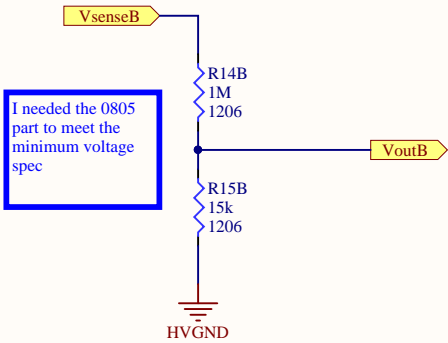 VsenseB
R14B
1M
1206
I needed the 0805
part to meet the
minimum voltage
spec
VoutB
R15B
15k
1206
HVGND